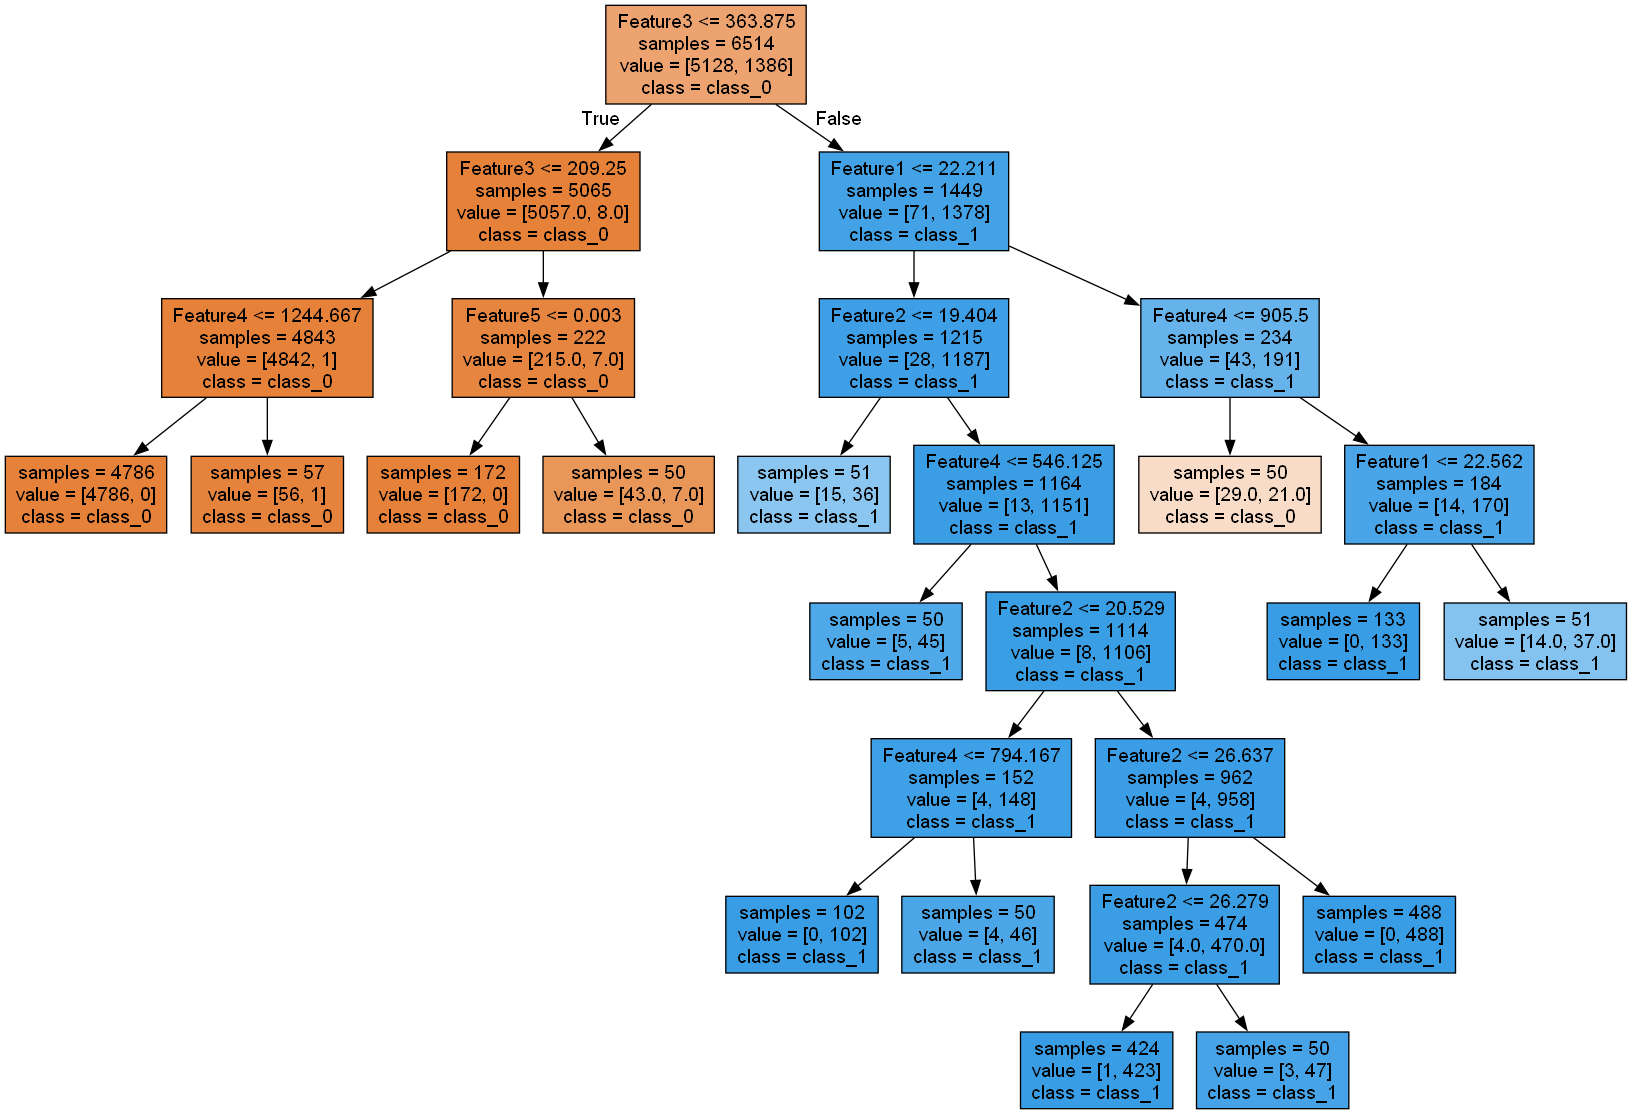 Feature3 <= 363.875
samples = 6514
value = [5128, 1386]
class = class_0
True
False
Feature3 <= 209.25
samples = 5065
value = [5057.0, 8.0]
class = class_0
Feature1 <= 22.211
samples = 1449
value = [71, 1378]
class = class_1
Feature4 <= 1244.667
samples = 4843
value = [4842, 1]
class = class_0
Feature5 <= 0.003
samples = 222
value = [215.0, 7.0]
class = class_0
Feature2 <= 19.404
samples = 1215
value = [28, 1187]
class = class_1
Feature4 <= 905.5
samples = 234
value = [43, 191]
class = class_1
samples = 4786
value = [4786, 0]
class = class_0
samples = 57
value = [56, 1]
class = class_0
samples = 172
value = [172, 0]
class = class_0
samples = 50
value = [43.0, 7.0]
class = class_0
samples = 51
value = [15, 36]
class = class_1
Feature4 <= 546.125
samples = 1164
value = [13, 1151]
class = class_1
samples = 50
value = [29.0, 21.0]
class = class_0
Feature1 <= 22.562
samples = 184
value = [14, 170]
class = class_1
samples = 50
value = [5, 45]
class = class_1
Feature2 <= 20.529
samples = 1114
value = [8, 1106]
class = class_1
samples = 133
value = [0, 133]
class = class_1
samples = 51
value = [14.0, 37.0]
class = class_1
Feature4 <= 794.167
samples = 152
value = [4, 148]
class = class_1
Feature2 <= 26.637
samples = 962
value = [4, 958]
class = class_1
samples = 102
value = [0, 102]
class = class_1
samples = 50
value = [4, 46]
class = class_1
Feature2 <= 26.279
samples = 474
value = [4.0, 470.0]
class = class_1
samples = 488
value = [0, 488]
class = class_1
samples = 424
value = [1, 423]
class = class_1
samples = 50
value = [3, 47]
class = class_1